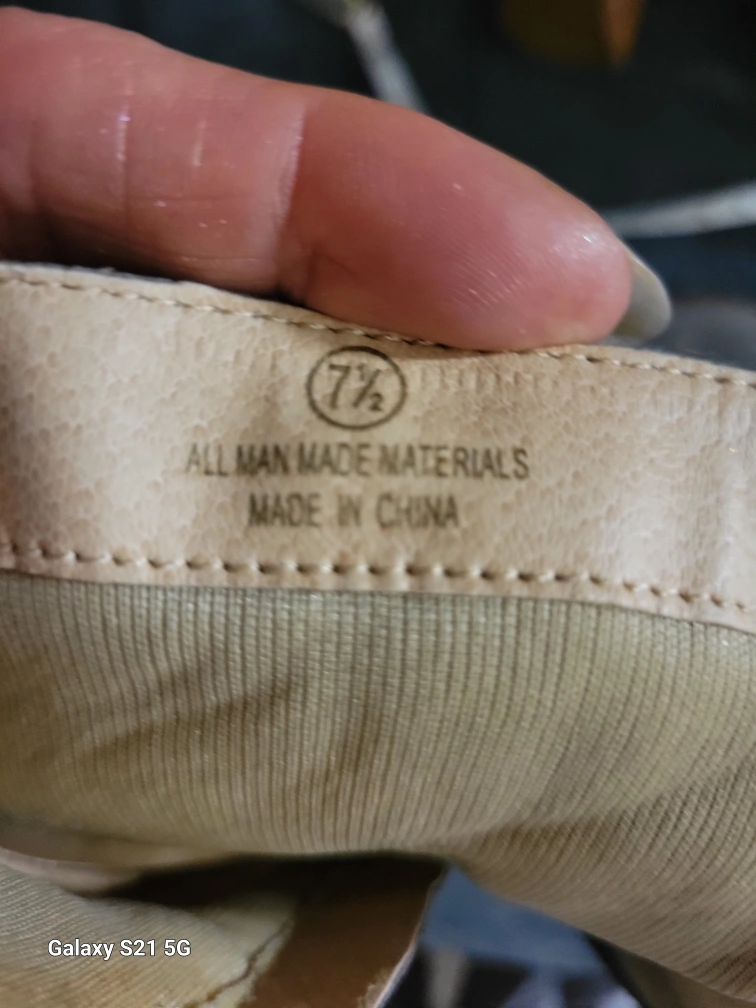 7½
ALL MAN MADE MATERIALS
MADE IN CHINA
Galaxy S21 5G